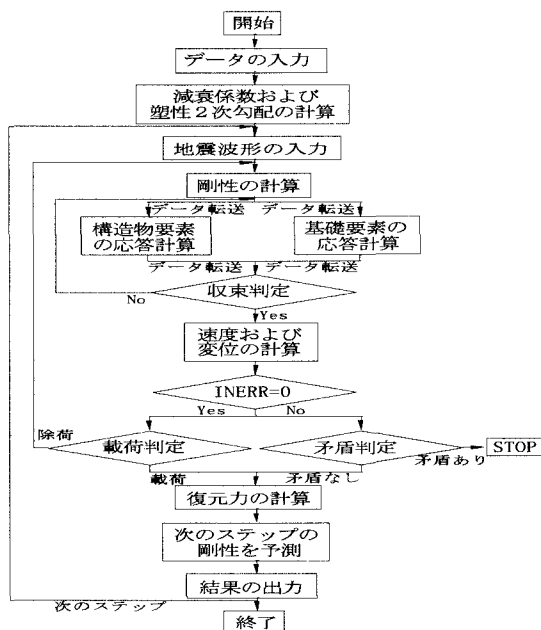 開始
データの入力
減衰係数および
塑性２次勾配の計算
地震波形の入力
剛性の計算
データ転送 データ転送
構造物要素
の応答計算
基礎要素の
応答計算
データ転送 データ転送
収束判定
No
Yes
速度および
変位の計算
INERR=0
Yes No
除荷
載荷判定
矛盾判定
STOP
矛盾あり
載荷 矛盾なし
復元力の計算
次のステップの
剛性を予測
結果の出力
次のステップ
終了